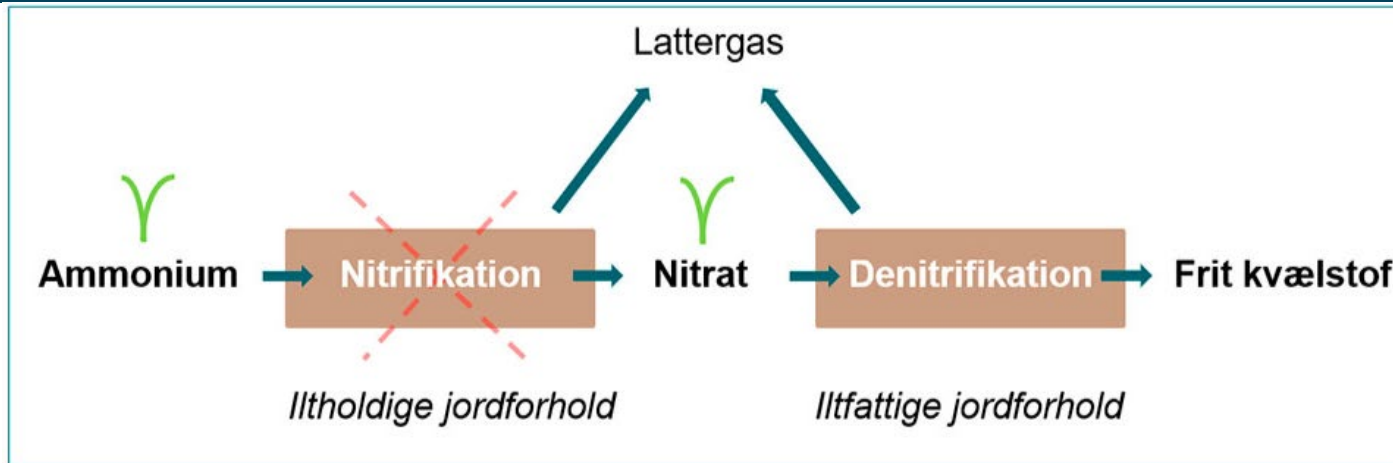 Lattergas
Ammonium
Nitrifikation
Nitrat
Denitrifikation
Frit kvælstof
Iltholdige jordforhold
Iltfattige jordforhold